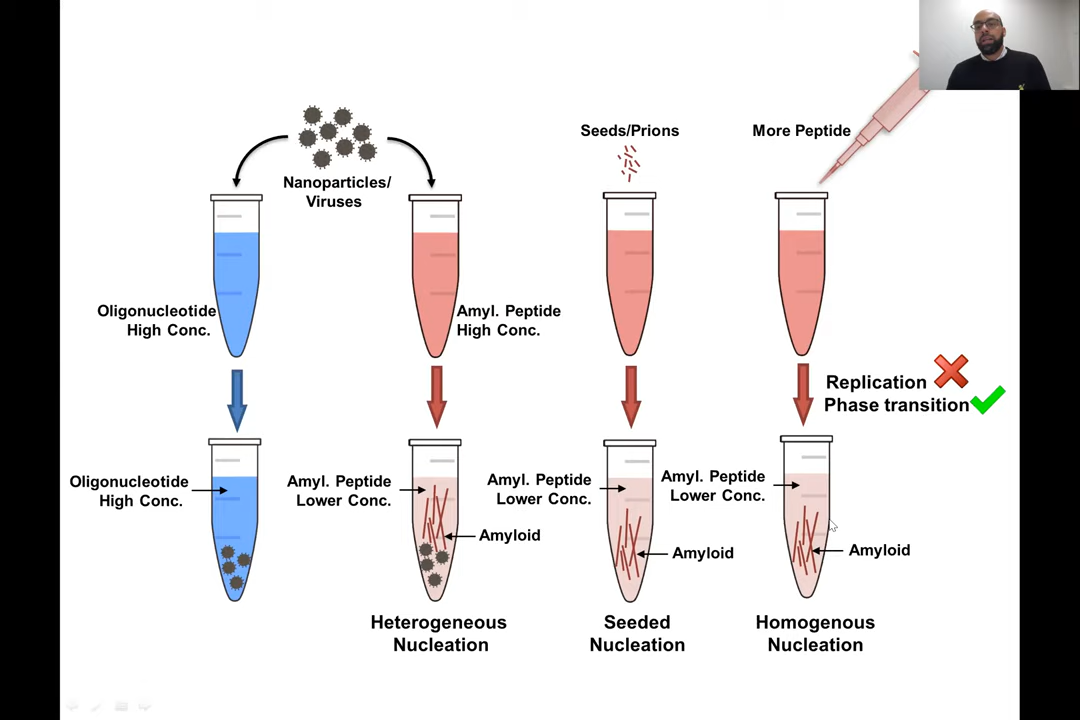 Seeds/Prions
More Peptide
Nanoparticles/
Viruses
Oligonucleotide
High Conc.
Amyl. Peptide
High Conc.
Replication
Phase transition
Oligonucleotide
High Conc.
Amyl. Peptide
Lower Conc.
Amyloid
Amyl. Peptide
Lower Conc.
Amyloid
Amyl. Peptide
Lower Conc.
Amyloid
Heterogeneous
Nucleation
Seeded
Nucleation
Homogenous
Nucleation